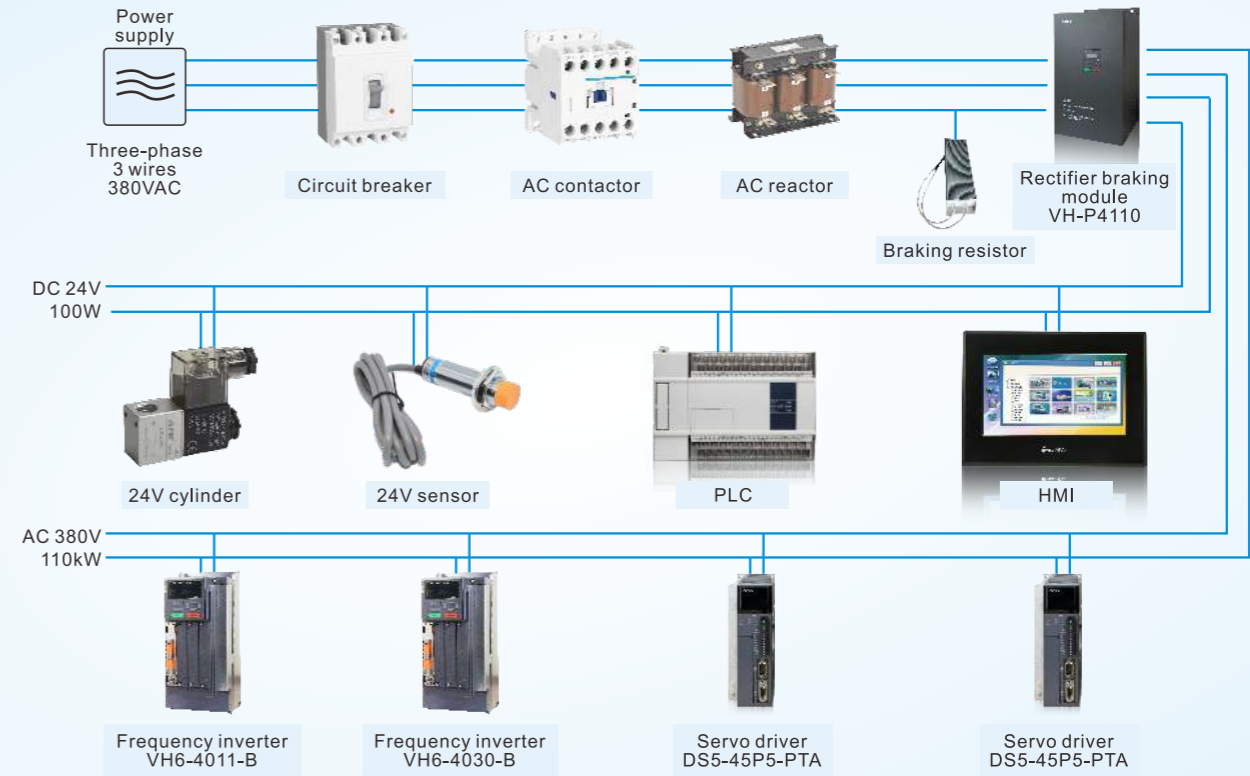 Power
supply
Three-phase
3 wires
380VAC
Circuit breaker
AC contactor
AC reactor
Braking resistor
Rectifier braking
module
VH-P4110
DC 24V
100W
24V cylinder
24V sensor
PLC
HMI
AC 380V
110kW
Frequency inverter
VH6-4011-B
Frequency inverter
VH6-4030-B
Servo driver
DS5-45P5-PTA
Servo driver
DS5-45P5-PTA